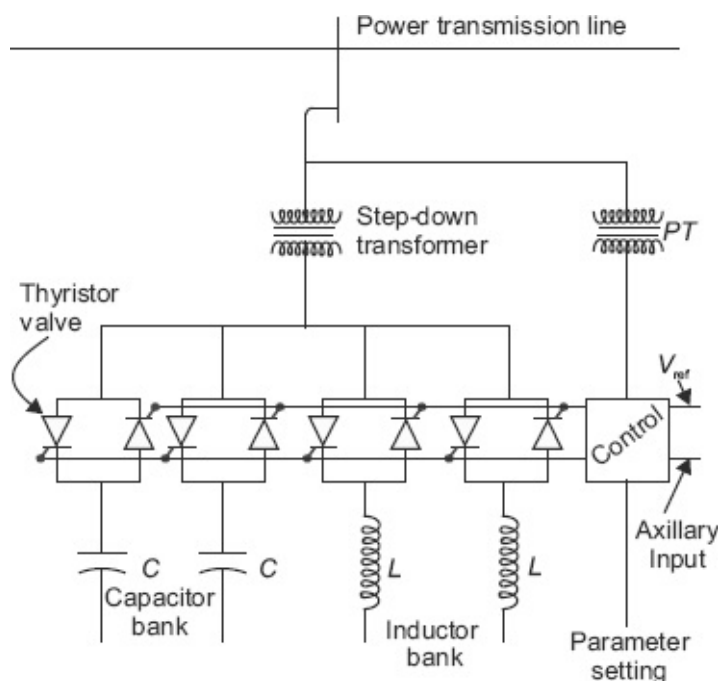 Power transmission line
Step-down
transformer
PT
Thyristor
valve
V_ref
Control
Axillary
Input
C
C
L
L
Capacitor
bank
Inductor
bank
Parameter
setting